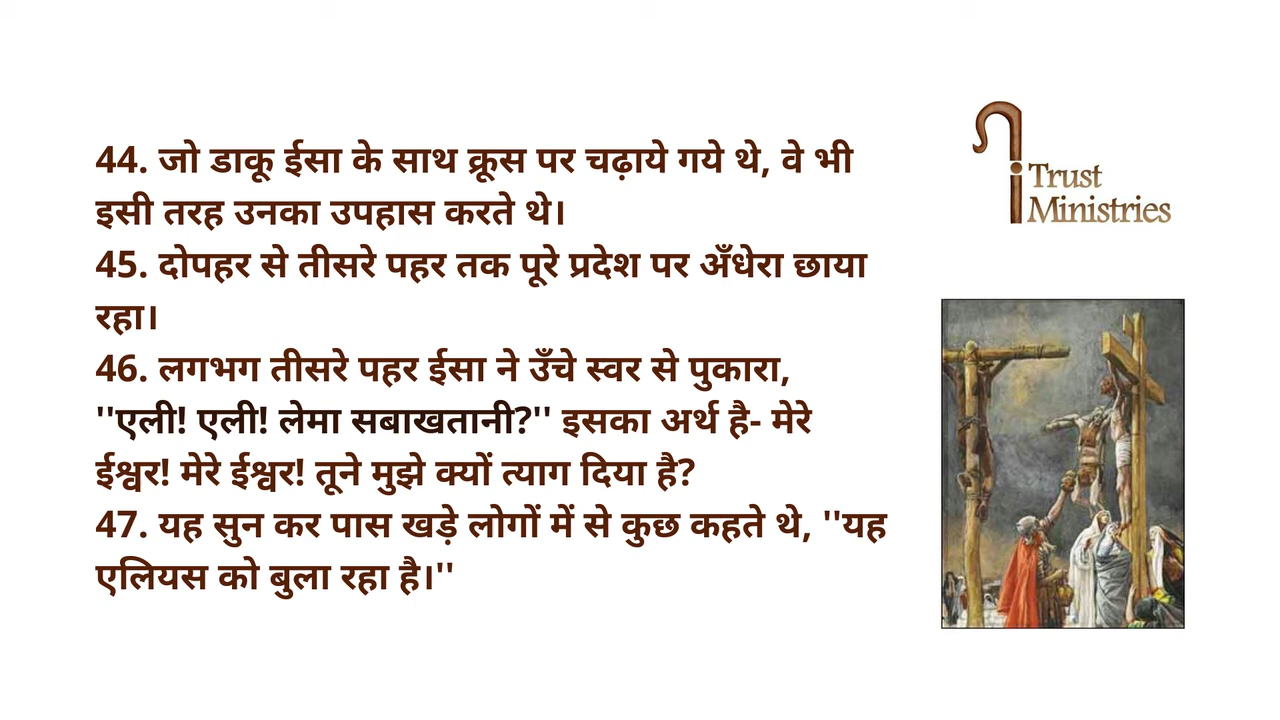 44. जो डाकू ईसा के साथ क्रूस पर चढ़ाये गये थे, वे भी
इसी तरह उनका उपहास करते थे।
45. दोपहर से तीसरे पहर तक पूरे प्रदेश पर अँधेरा छाया
रहा।
46. लगभग तीसरे पहर ईसा ने उँचे स्वर से पुकारा,
''एली! एली! लेमा सबाखतानी?'' इसका अर्थ है- मेरे
ईश्वर! मेरे ईश्वर! तूने मुझे क्यों त्याग दिया है?
47. यह सुन कर पास खड़े लोगों में से कुछ कहते थे, ''यह
एलियस को बुला रहा है।''
Trust
Ministries